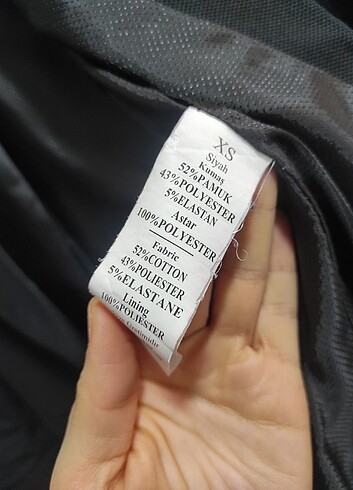 XS
Siyah
Kumaş
52%PAMUK
43%POLYESTER
5%ELASTAN
Astar
100%POLYESTER
Fabric
52%COTTON
43%POLIESTER
5%ELASTANE
Lining
100%POLIESTER